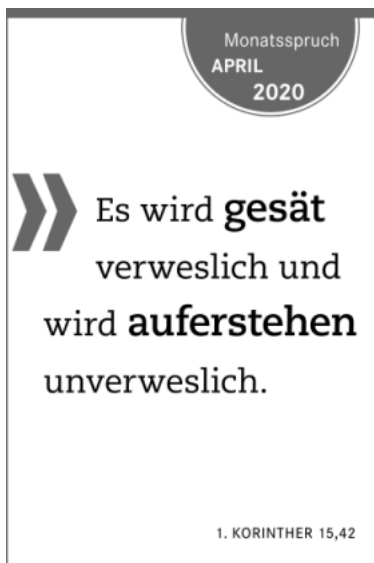 Monatsspruch
APRIL
2020
» Es wird gesät
verweslich und
wird auferstehen
unverweslich.
1. KORINTHER 15,42